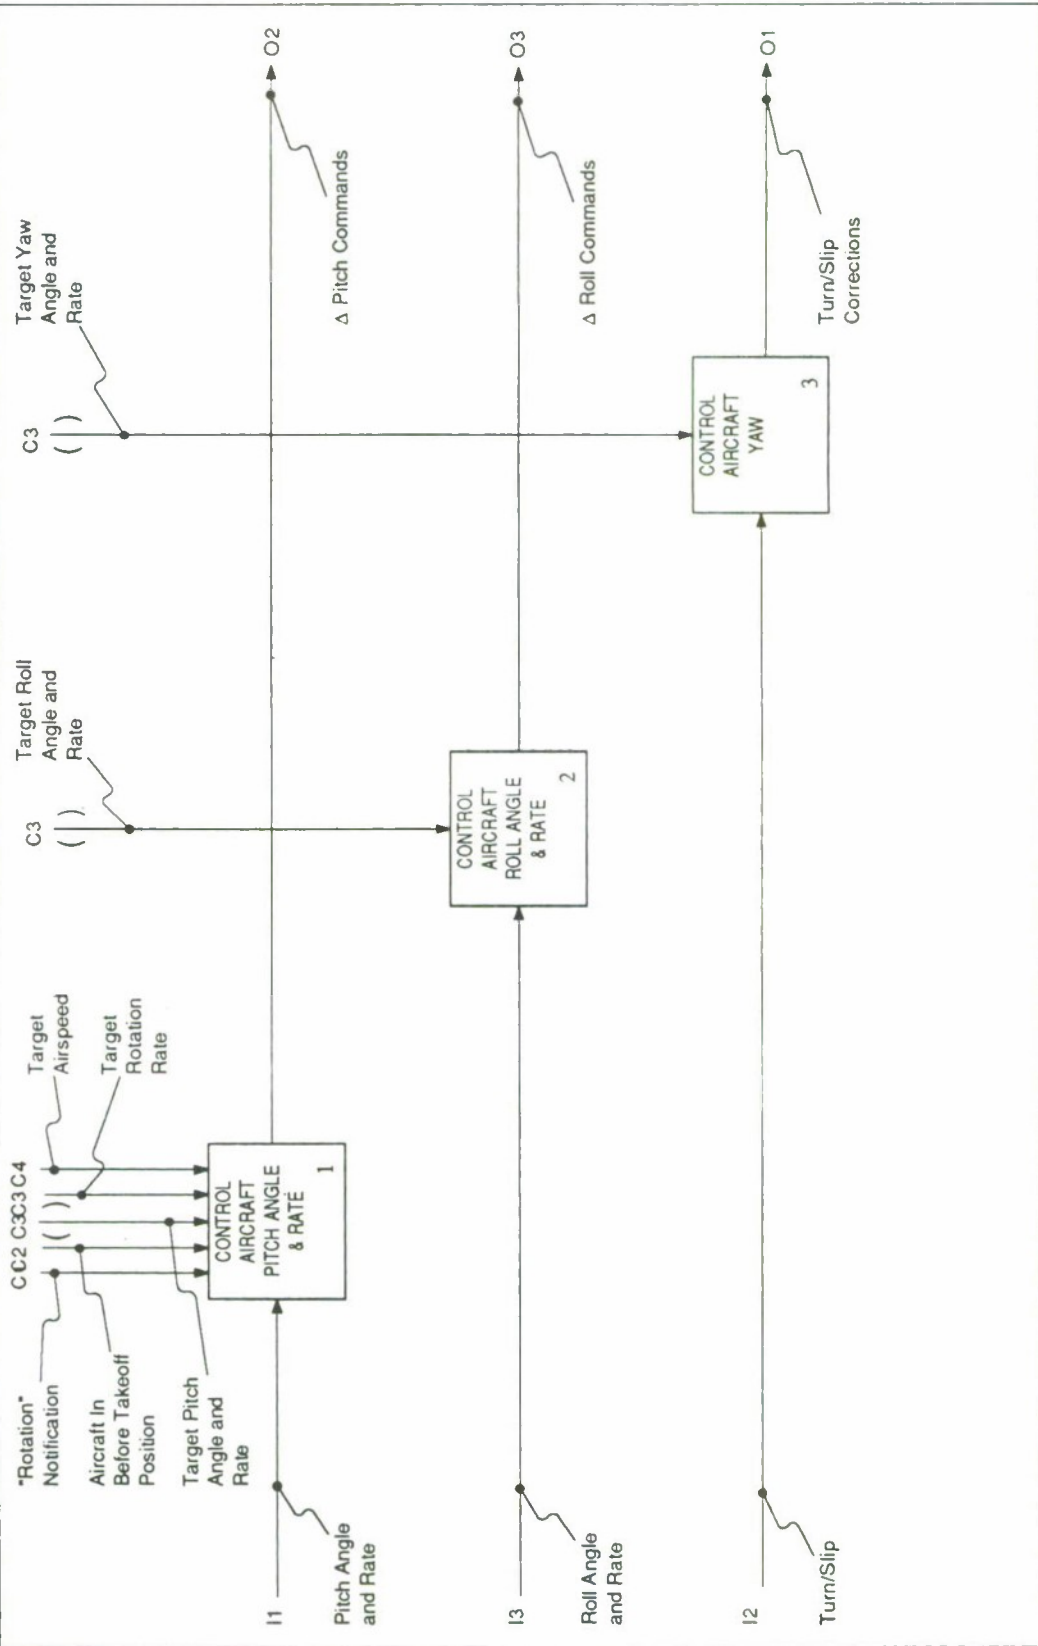 CC2 C3C3 C4
"Rotation"
Notification
Aircraft In
Before Takeoff
Position
Target Pitch
Angle and
Rate
Target
Airspeed
Target
Rotation
Rate
C3
( )
Target Roll
Angle and
Rate
C3
( )
Target Yaw
Angle and
Rate
( )
I1
Pitch Angle
and Rate
CONTROL
AIRCRAFT
PITCH ANGLE
& RATE
1
Δ Pitch Commands
O2
I3
Roll Angle
and Rate
CONTROL
AIRCRAFT
ROLL ANGLE
& RATE
2
Δ Roll Commands
O3
I2
Turn/Slip
CONTROL
AIRCRAFT
YAW
3
Turn/Slip
Corrections
O1